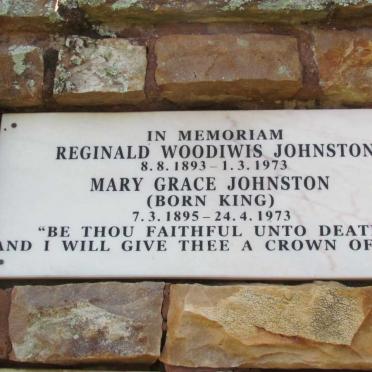 IN MEMORIAM
REGINALD WOODIWIS JOHNSTON
8.8.1893 – 1.3.1973
MARY GRACE JOHNSTON
(BORN KING)
7.3.1895 – 24.4.1973
"BE THOU FAITHFUL UNTO DEAT
AND I WILL GIVE THEE A CROWN OF